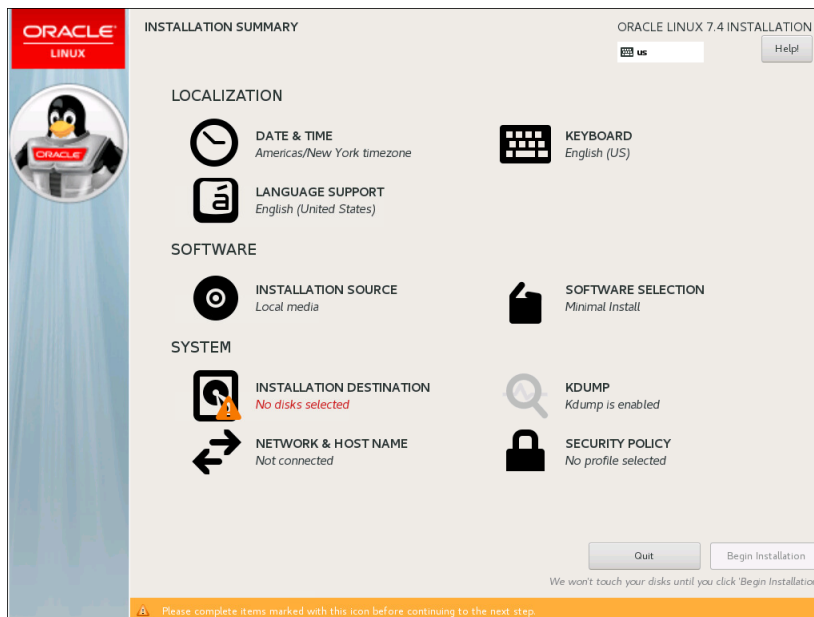 ORACLE
LINUX
ORACLE
INSTALLATION SUMMARY
ORACLE LINUX 7.4 INSTALLATION
us
Help!
LOCALIZATION
DATE & TIME
Americas/New York timezone
KEYBOARD
English (US)
LANGUAGE SUPPORT
English (United States)
SOFTWARE
INSTALLATION SOURCE
Local media
SOFTWARE SELECTION
Minimal Install
SYSTEM
INSTALLATION DESTINATION
No disks selected
KDUMP
Kdump is enabled
NETWORK & HOST NAME
Not connected
SECURITY POLICY
No profile selected
Quit
Begin Installation
We won't touch your disks until you click 'Begin Installation
Please complete items marked with this icon before continuing to the next step.